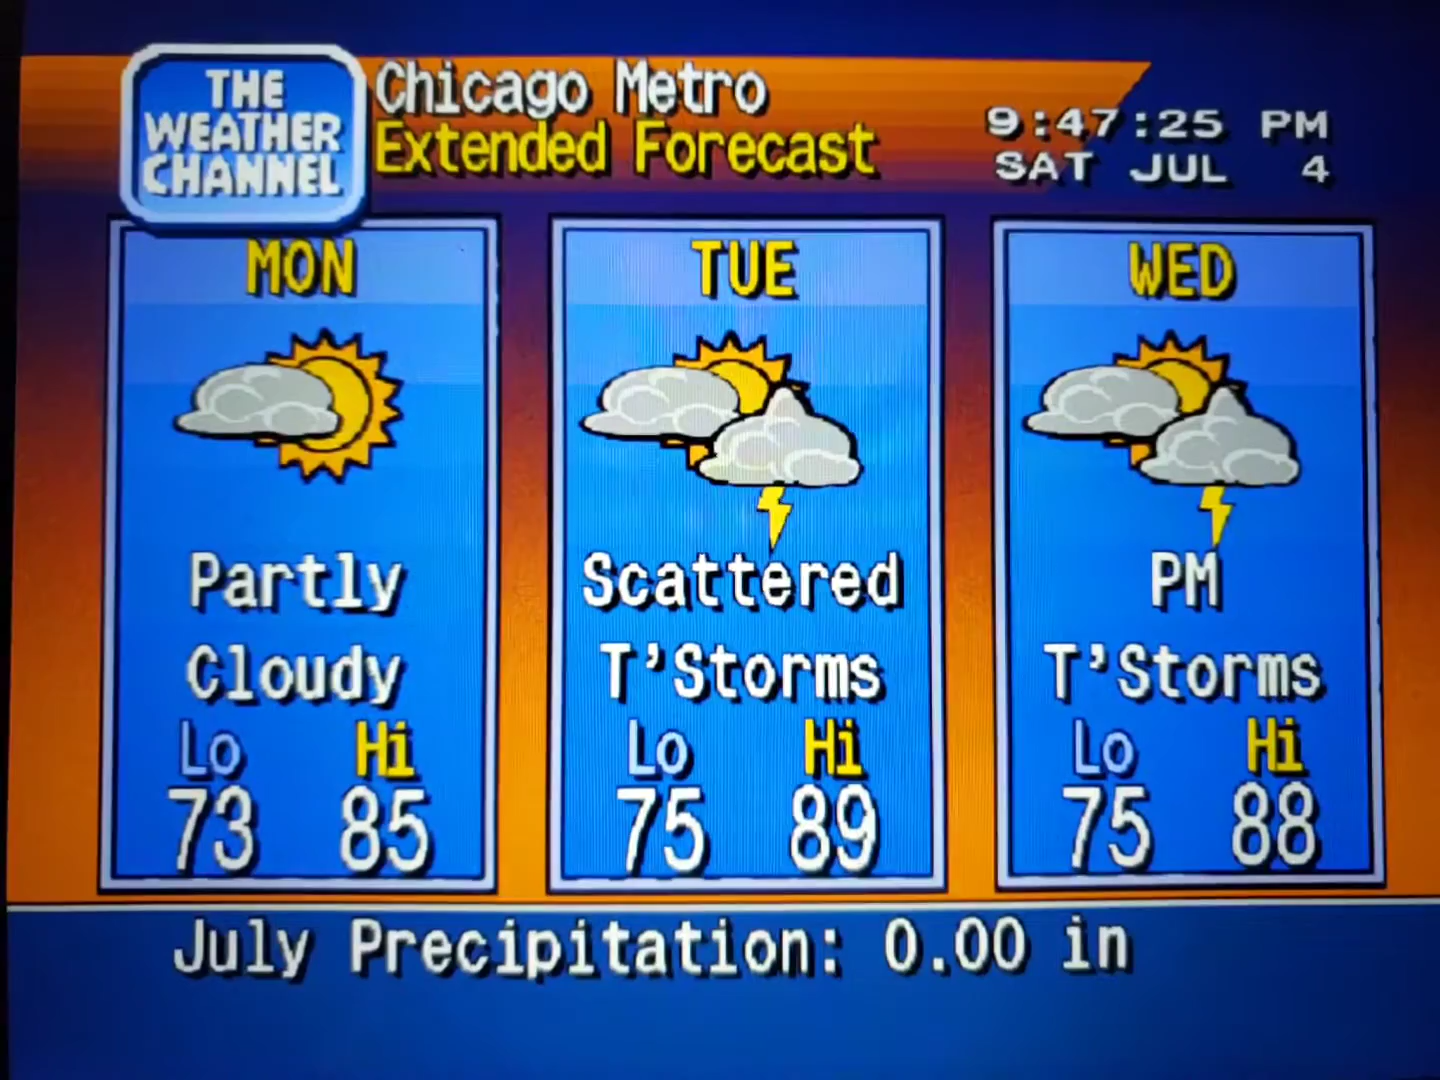 THE
WEATHER
CHANNEL
Chicago Metro
Extended Forecast
9:47:25 PM
SAT JUL 4
MON
Partly
Cloudy
Lo Hi
73 85
TUE
Scattered
T'Storms
Lo Hi
75 89
WED
PM
T'Storms
Lo Hi
75 88
July Precipitation: 0.00 in